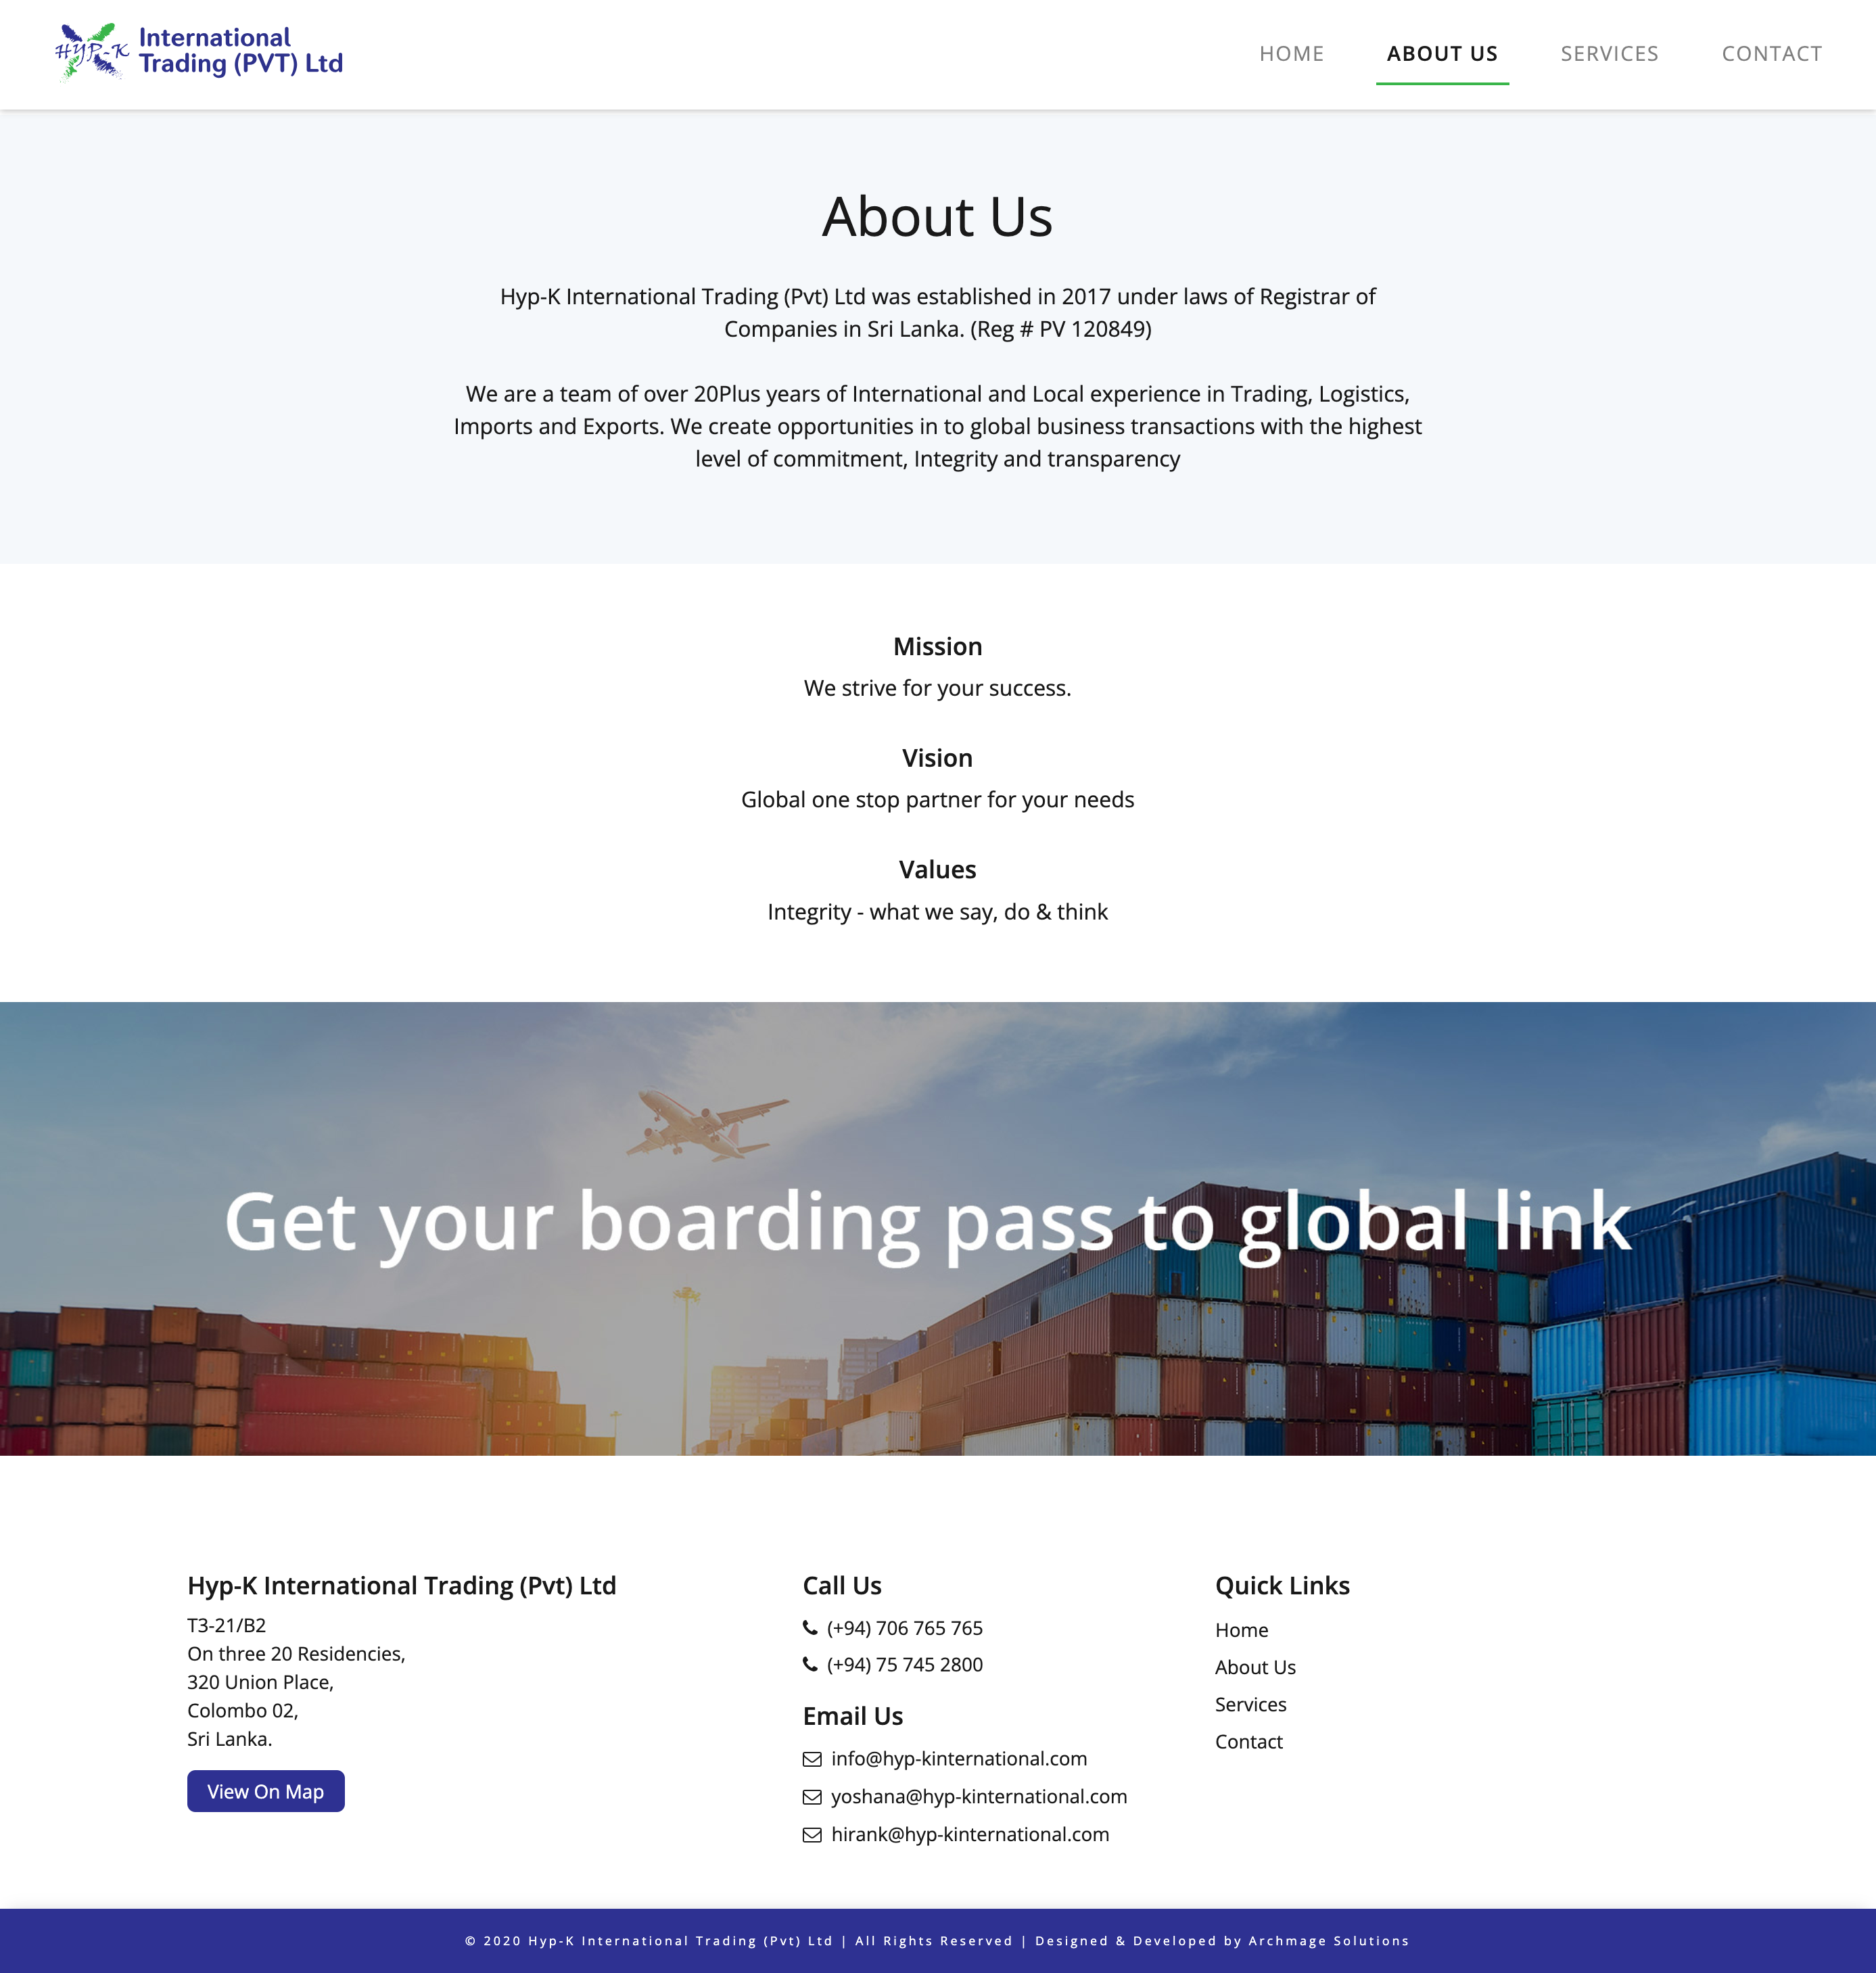 HYP-K
International
Trading (PVT) Ltd
HOME
ABOUT US
SERVICES
CONTACT
About Us
Hyp-K International Trading (Pvt) Ltd was established in 2017 under laws of Registrar of
Companies in Sri Lanka. (Reg # PV 120849)
We are a team of over 20Plus years of International and Local experience in Trading, Logistics,
Imports and Exports. We create opportunities in to global business transactions with the highest
level of commitment, Integrity and transparency
Mission
We strive for your success.
Vision
Global one stop partner for your needs
Values
Integrity - what we say, do & think
Get your boarding pass to global link
Hyp-K International Trading (Pvt) Ltd
T3-21/B2
On three 20 Residencies,
320 Union Place,
Colombo 02,
Sri Lanka.
View On Map
Call Us
(+94) 706 765 765
(+94) 75 745 2800
Email Us
info@hyp-kinternational.com
yoshana@hyp-kinternational.com
hirank@hyp-kinternational.com
Quick Links
Home
About Us
Services
Contact
© 2020 Hyp-K International Trading (Pvt) Ltd | All Rights Reserved | Designed & Developed by Archmage Solutions